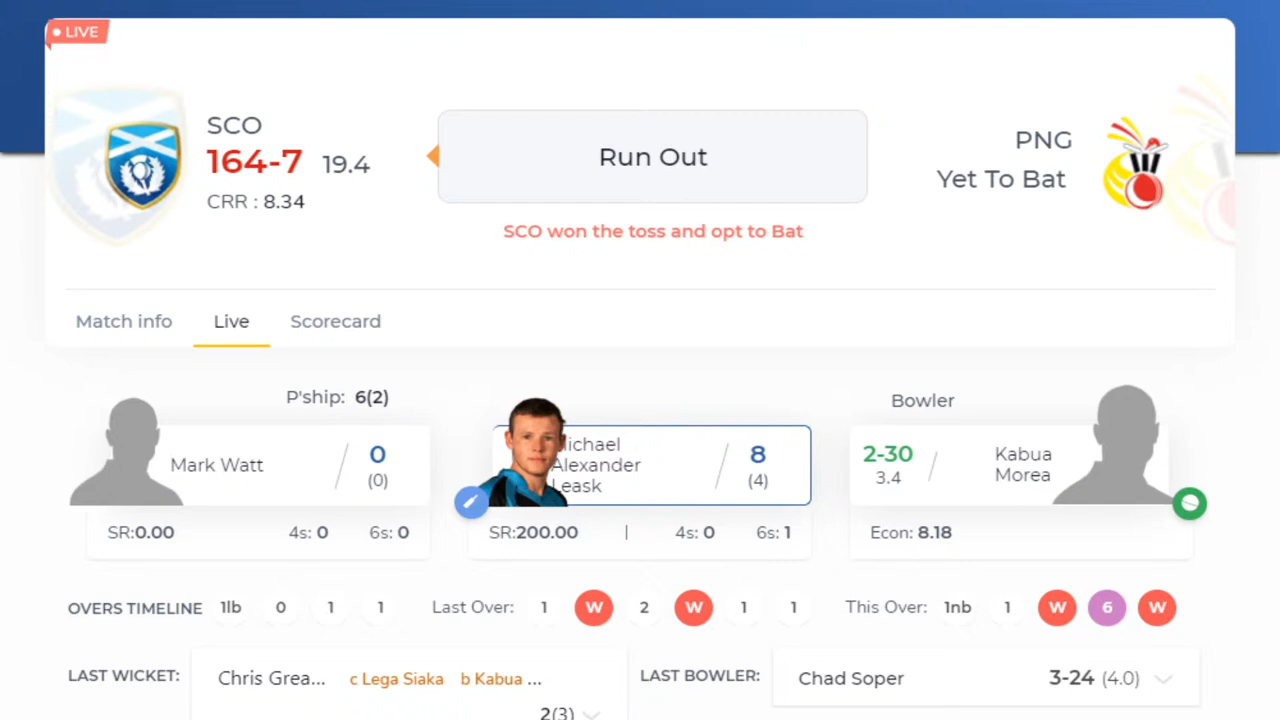 LIVE
SCO
164-7 19.4
CRR : 8.34
Run Out
SCO won the toss and opt to Bat
PNG
Yet To Bat
Match info Live Scorecard
P'ship: 6(2)
Mark Watt 0
(0)
SR:0.00 4s: 0 6s: 0
Alexander
Leask
8
(4)
SR:200.00 | 4s: 0 6s: 1
Bowler
2-30
3.4
Kabua
Morea
Econ: 8.18
OVERS TIMELINE 1lb 0 1 1 Last Over: 1 W 2 W 1 1 This Over: 1nb 1 W 6 W
LAST WICKET: Chris Grea... c Lega Siaka b Kabua ...
2(3)
LAST BOWLER: Chad Soper 3-24 (4.0)